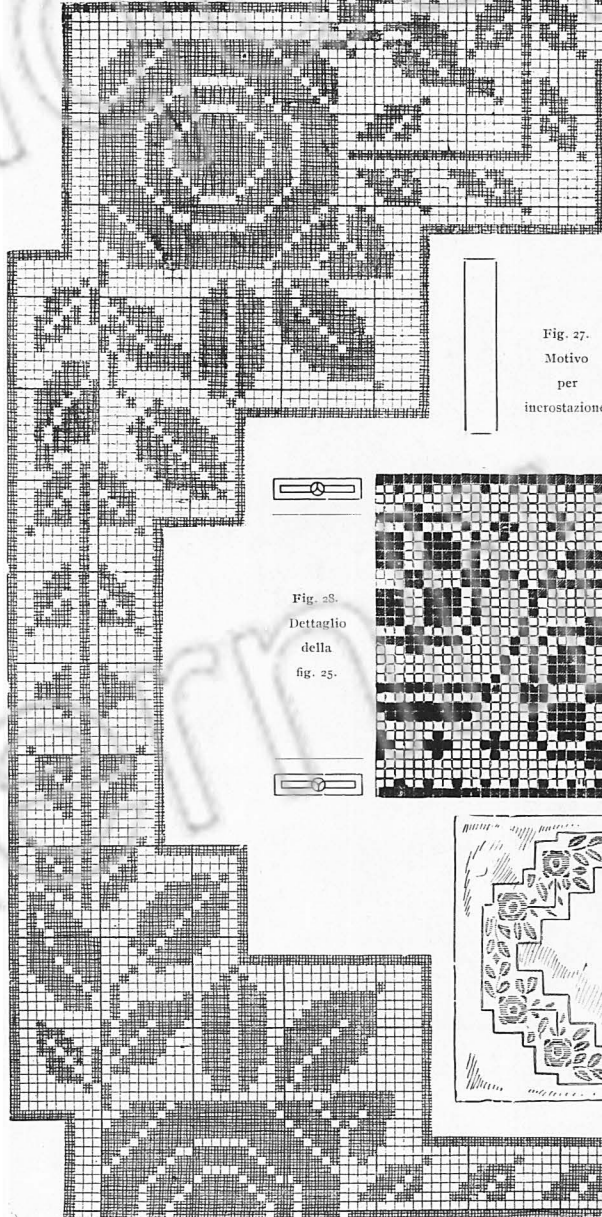 Fig. 27.
Motivo
per
incrostazione
Fig. 28.
Dettaglio
della
fig. 25.